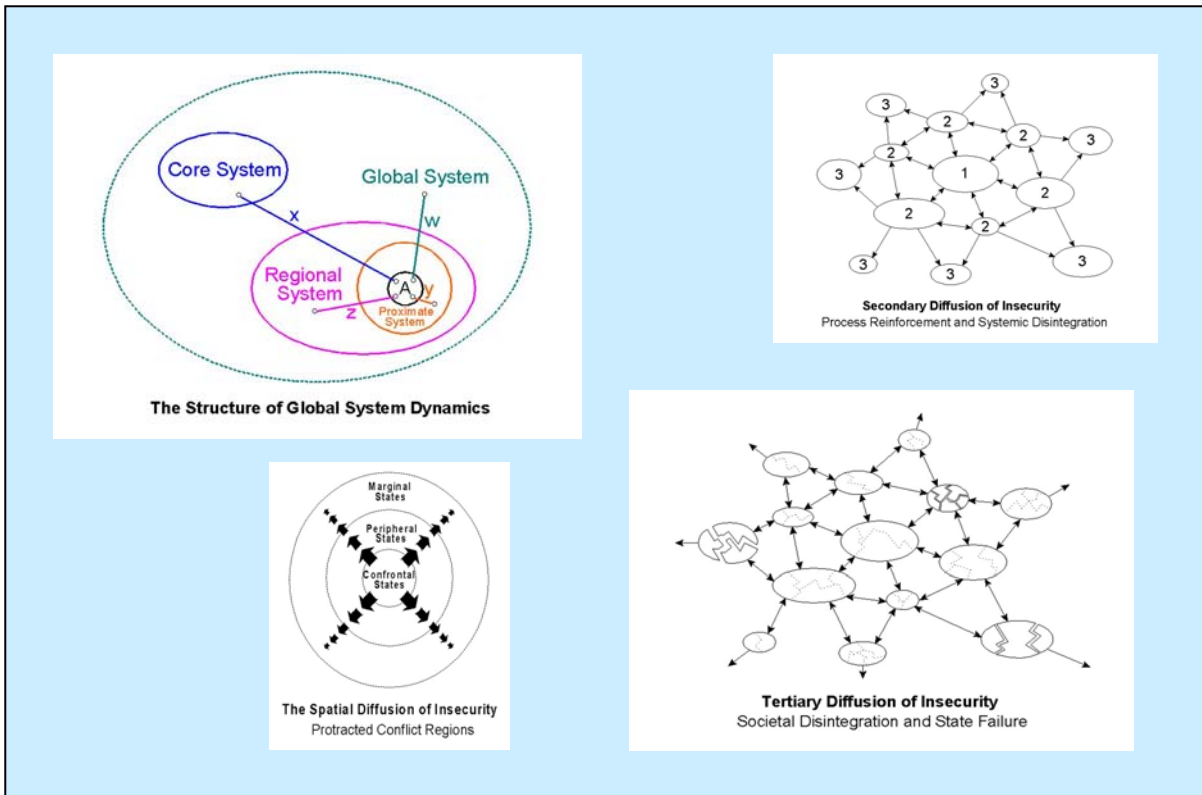 Core System
Global System
x
w
Regional
System
A
y
z
Proximate
System
The Structure of Global System Dynamics
3
3
2
2
3
2
3
1
2
2
2
3
3
3
Secondary Diffusion of Insecurity
Process Reinforcement and Systemic Disintegration
Marginal
States
Peripheral
States
Confrontal
States
The Spatial Diffusion of Insecurity
Protracted Conflict Regions
Tertiary Diffusion of Insecurity
Societal Disintegration and State Failure